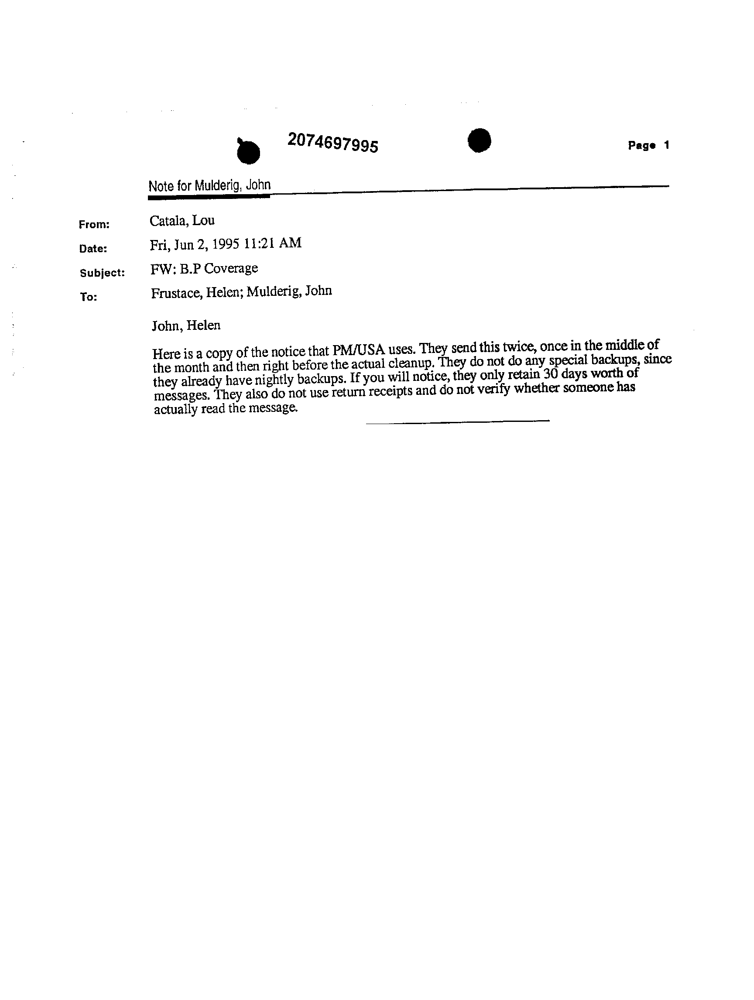 2074697995
Page 1
Note for Mulderig, John
From: Catala, Lou
Date: Fri, Jun 2, 1995 11:21 AM
Subject: FW: B.P Coverage
To: Frustace, Helen; Mulderig, John
John, Helen
Here is a copy of the notice that PM/USA uses. They send this twice, once in the middle of
the month and then right before the actual cleanup. They do not do any special backups, since
they already have nightly backups. If you will notice, they only retain 30 days worth of
messages. They also do not use return receipts and do not verify whether someone has
actually read the message.